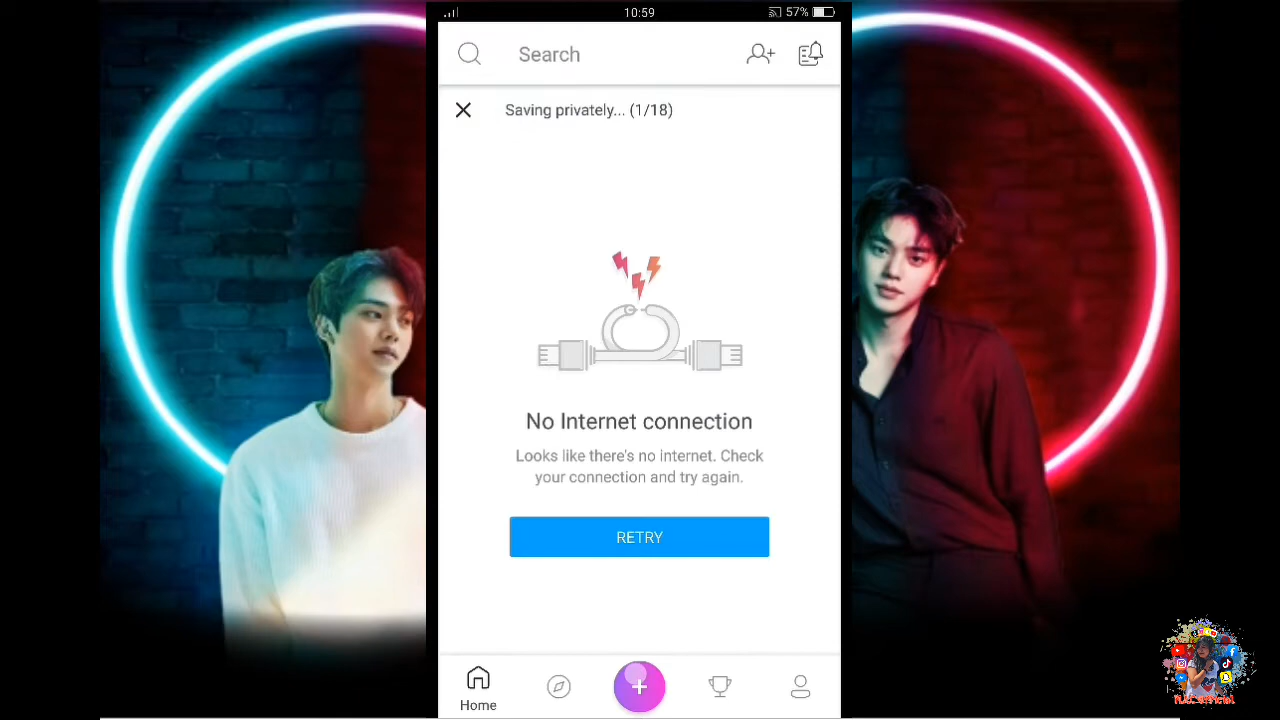 10:59
57%
Search
Saving privately... (1/18)
No Internet connection
Looks like there's no internet. Check
your connection and try again.
RETRY
Home